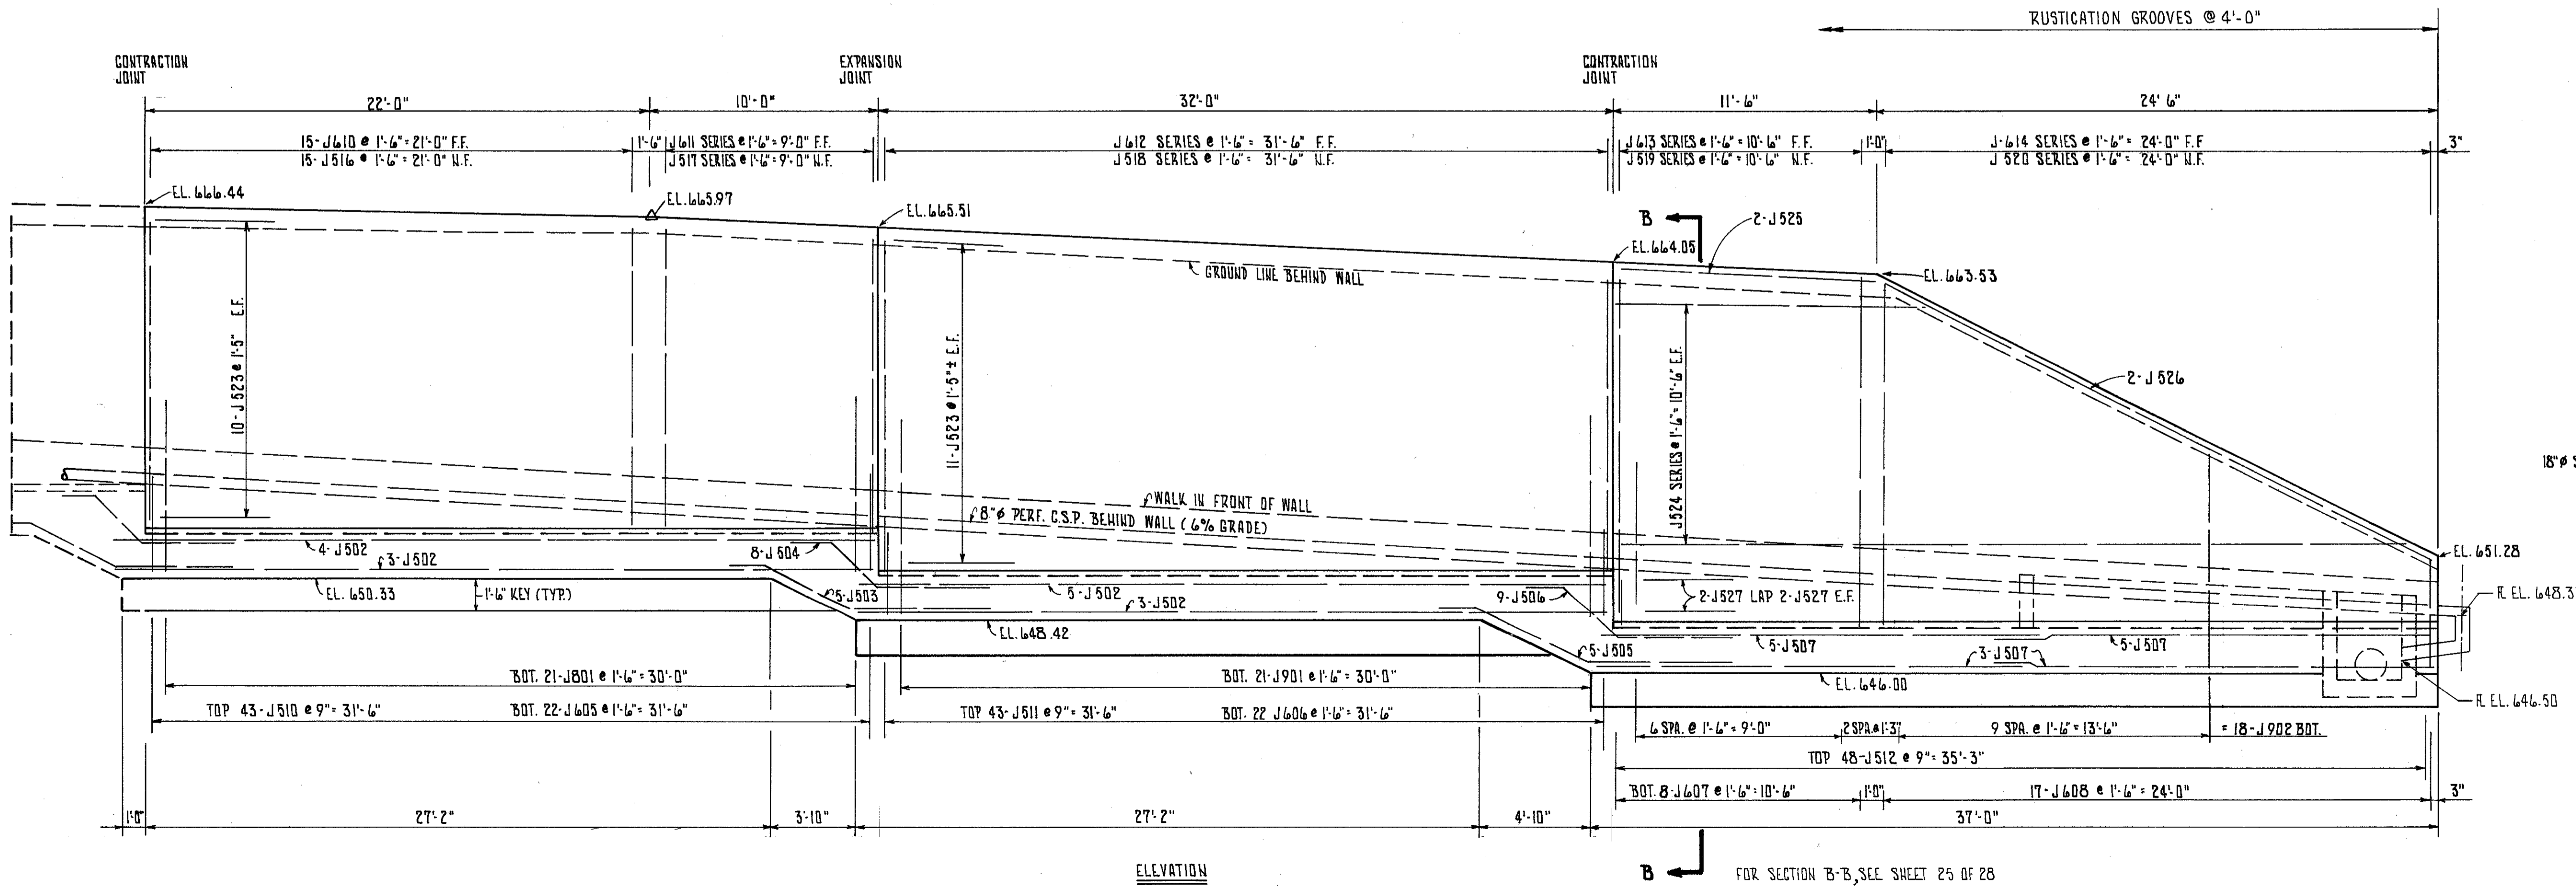 RUSTICATION GROOVES @ 4'-0"
CONTRACTION
JOINT
EXPANSION
JOINT
CONTRACTION
JOINT
22'-0"
10'-0"
32'-0"
11'-6"
24'6"
15-J610 @ 1'-6" = 21'-0" F.F.
15-J516 @ 1'-6" = 21'-0" N.F.
1'-6"
J611 SERIES @ 1'-6" = 9'-0" F.F.
J517 SERIES @ 1'-6" = 9'-0" N.F.
J612 SERIES @ 1'-6" = 31'-6" F.F.
J518 SERIES @ 1'-6" = 31'-6" N.F.
J613 SERIES @ 1'-6" = 10'-6" F.F.
J519 SERIES @ 1'-6" = 10'-6" N.F.
1'-0"
J-614 SERIES @ 1'-6" = 24'-0" F.F
J520 SERIES @ 1'-6" = 24'-0" N.F.
3"
EL. 666.44
EL. 665.97
EL. 665.51
B
2-J525
EL. 664.05
EL. 663.53
GROUND LINE BEHIND WALL
10-J523 @ 1'-5" E.F.
11-J523 @ 1'-5" ± E.F.
J524 SERIES @ 1'-6" = 10'-6" E.F.
2-J526
18"ø
WALK IN FRONT OF WALL
8"ø PERF. C.S.P. BEHIND WALL (6% GRADE)
EL. 651.28
4-J502
3-J502
8-J504
EL. 650.33
1'-6" KEY (TYP.)
5-J503
5-J502
3-J502
9-J506
2-J527 LAP 2-J527 E.F.
FL EL. 648.3
EL. 648.42
5-J505
5-J507
3-J507
5-J507
EL. 646.00
FL EL. 646.50
BOT. 21-J801 @ 1'-6" = 30'-0"
BOT. 21-J901 @ 1'-6" = 30'-0"
TOP 43-J510 @ 9" = 31'-6"
BOT. 22-J605 @ 1'-6" = 31'-6"
TOP 43-J511 @ 9" = 31'-6"
BOT. 22 J606 @ 1'-6" = 31'-6"
6 SPA. @ 1'-6" = 9'-0"
2 SPA. @ 1'-3"
9 SPA. @ 1'-6" = 13'-6"
= 18-J902 BOT.
TOP 48-J512 @ 9" = 35'-3"
BOT. 8-J607 @ 1'-6" = 10'-6"
1'-0"
17-J608 @ 1'-6" = 24'-0"
3"
1'-0"
27'-2"
3'-10"
27'-2"
4'-10"
37'-0"
ELEVATION
B
FOR SECTION B-B, SEE SHEET 25 OF 28